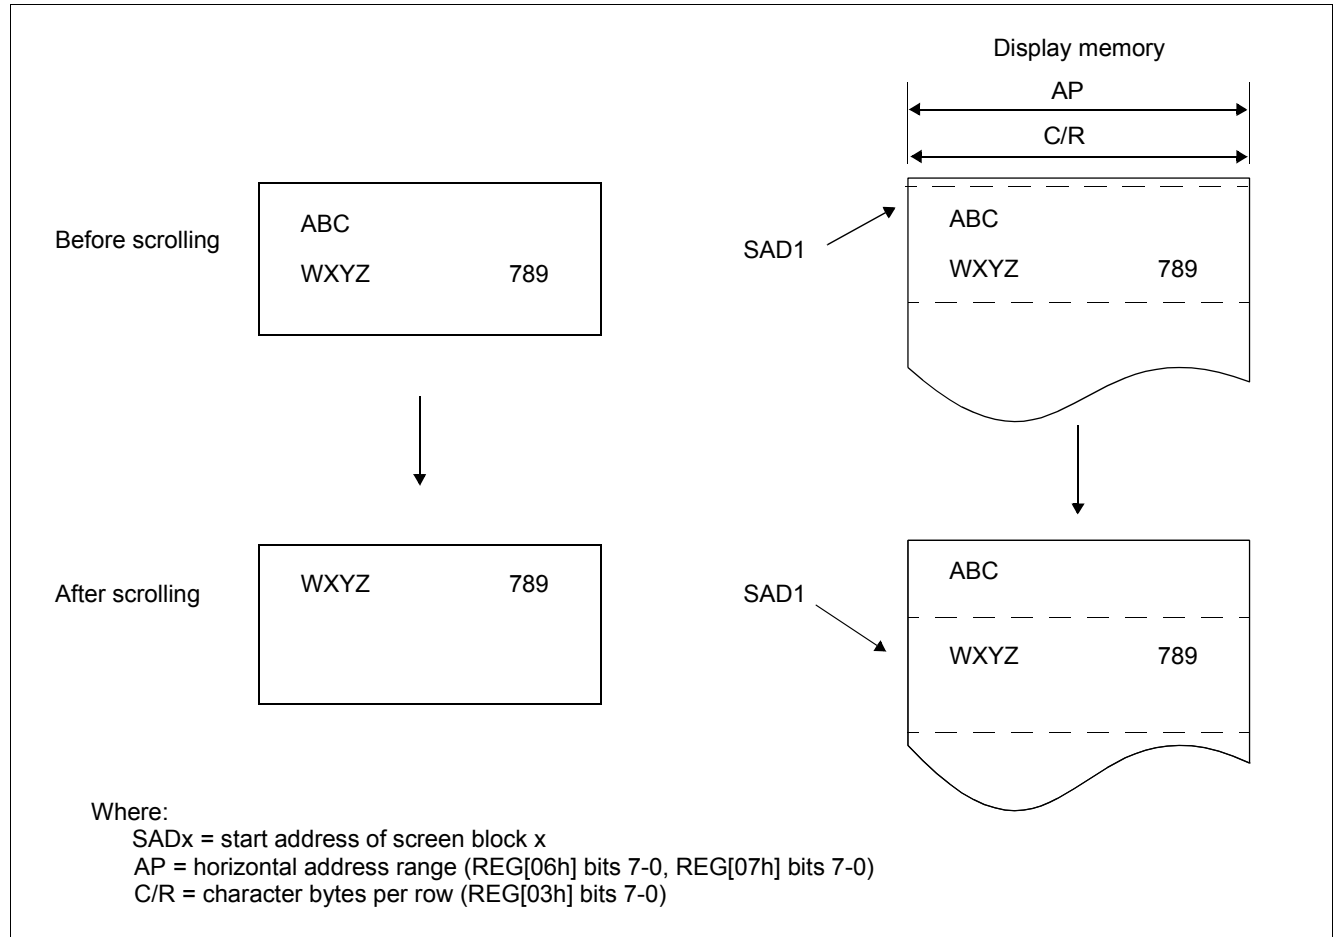 Display memory
AP
C/R
Before scrolling
ABC
WXYZ 789
SAD1
ABC
WXYZ 789
After scrolling
WXYZ 789
SAD1
ABC
WXYZ 789
Where:
SADx = start address of screen block x
AP = horizontal address range (REG[06h] bits 7-0, REG[07h] bits 7-0)
C/R = character bytes per row (REG[03h] bits 7-0)